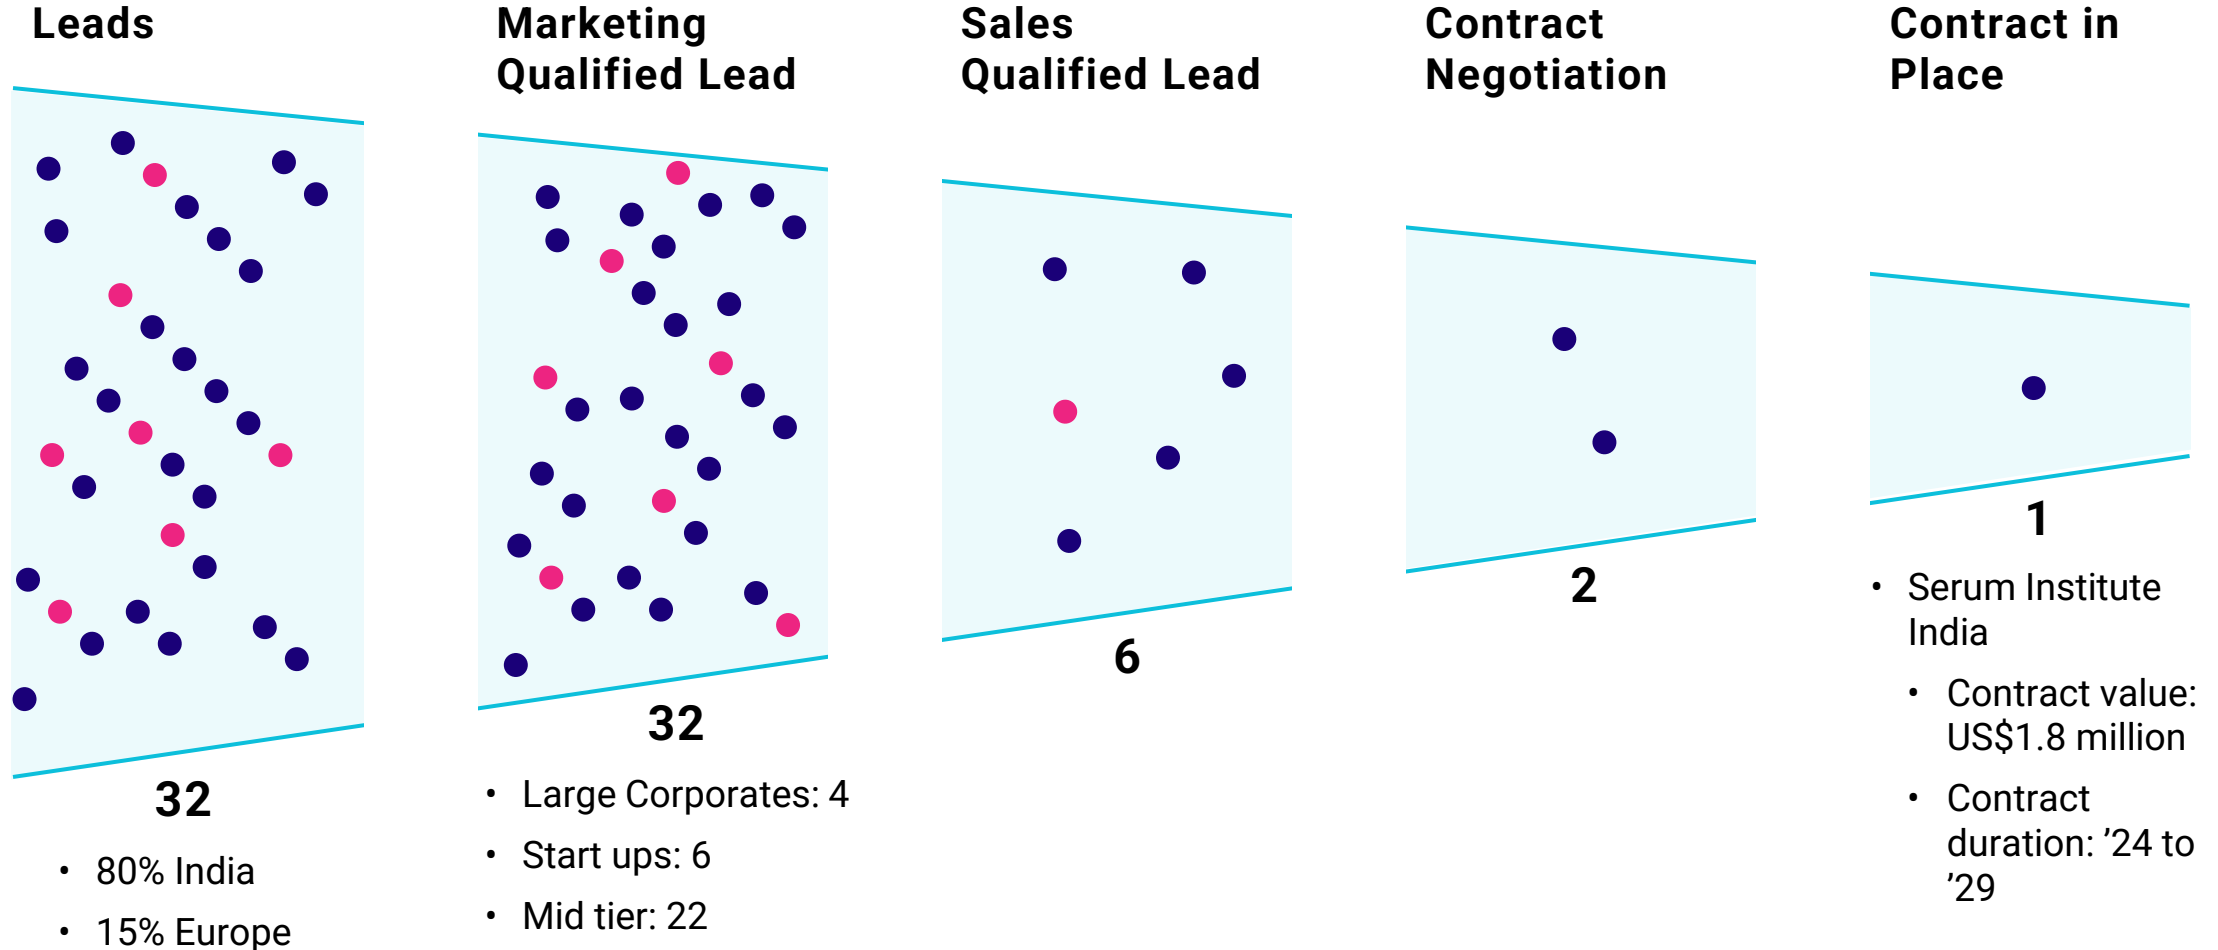 Leads
32
• 80% India
• 15% Europe
Marketing
Qualified Lead
32
• Large Corporates: 4
• Start ups: 6
• Mid tier: 22
Sales
Qualified Lead
6
Contract
Negotiation
2
Contract in
Place
1
• Serum Institute
India
• Contract value:
US$1.8 million
• Contract
duration: ’24 to
’29